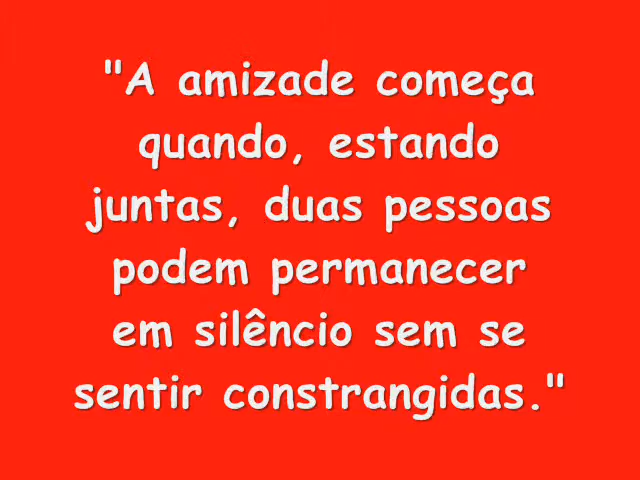 "A amizade começa
quando, estando
juntas, duas pessoas
podem permanecer
em silêncio sem se
sentir constrangidas."